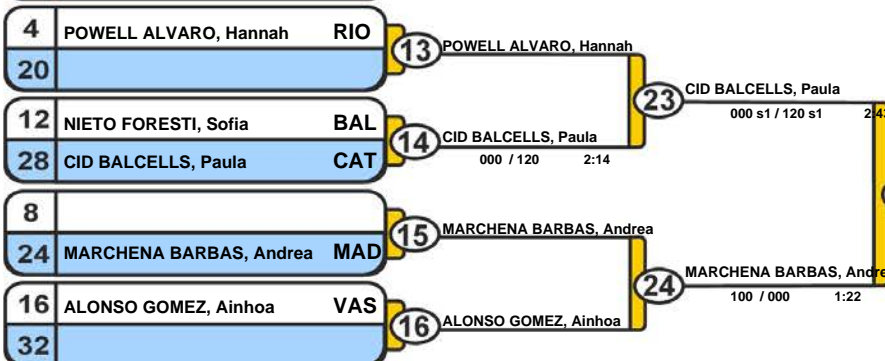 4 POWELL ALVARO, Hannah RIO
20
13 POWELL ALVARO, Hannah
12 NIETO FORESTI, Sofia BAL
28 CID BALCELLS, Paula CAT
14 CID BALCELLS, Paula
000 / 120 2:14
23 CID BALCELLS, Paula
000 s1 / 120 s1
8
24 MARCHENA BARBAS, Andrea MAD
15 MARCHENA BARBAS, Andrea
16 ALONSO GOMEZ, Ainhoa VAS
32
16 ALONSO GOMEZ, Ainhoa
24 MARCHENA BARBAS, Andre
100 / 000 1:22